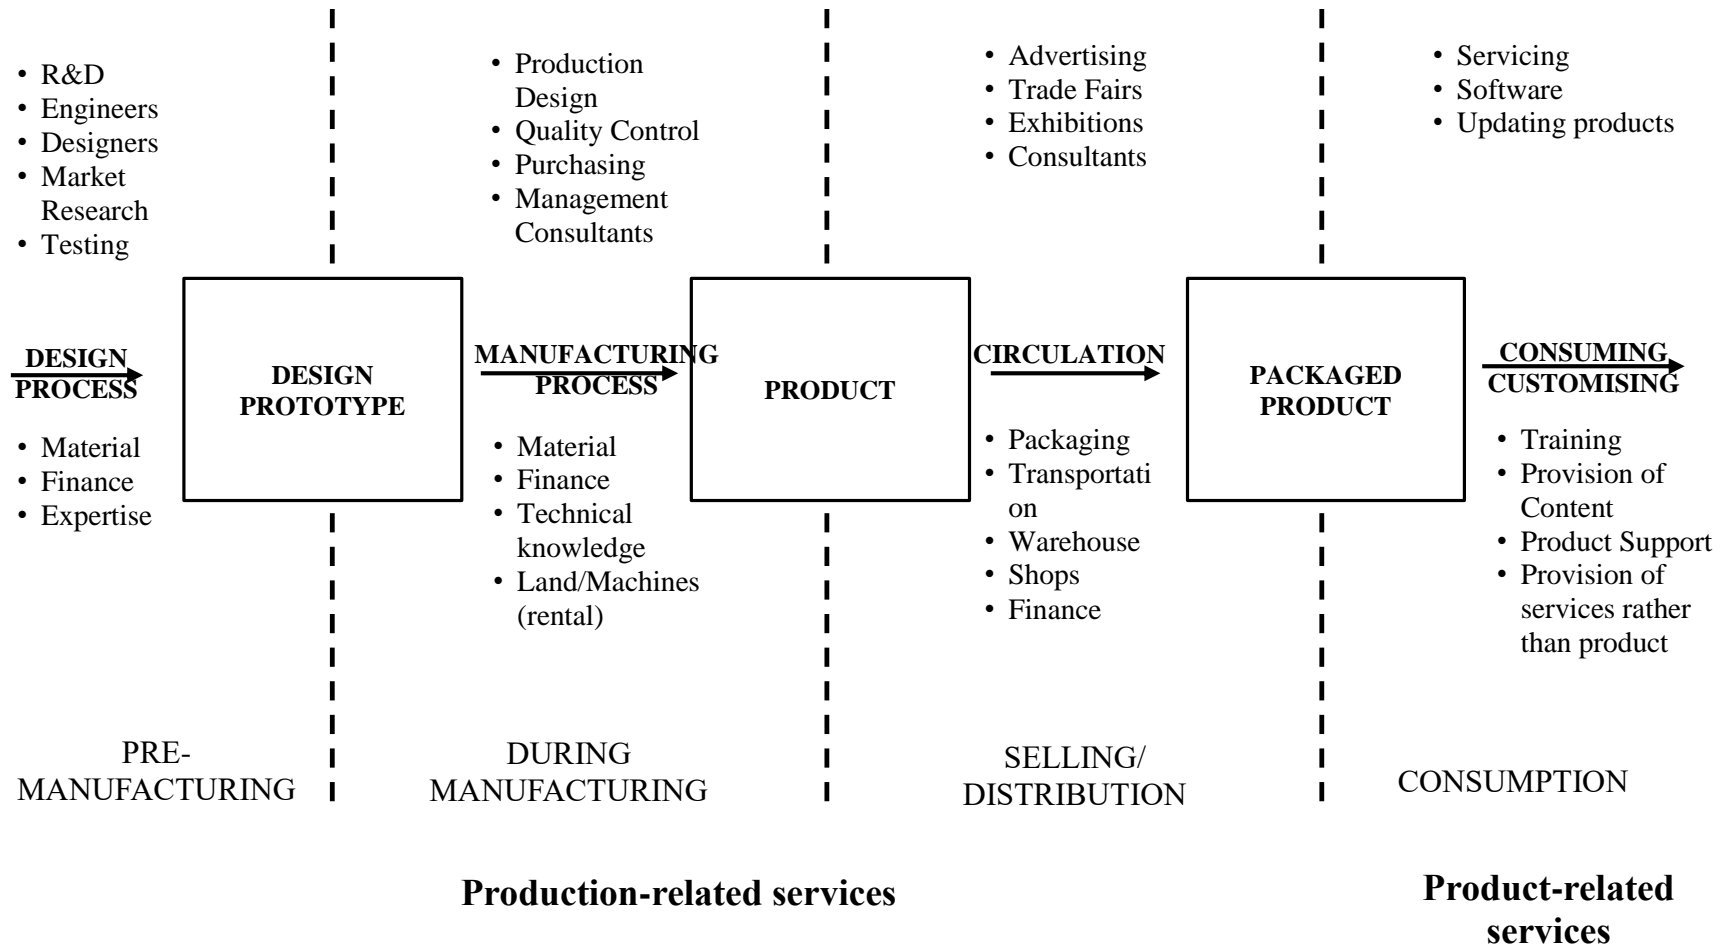 • R&D
• Engineers
• Designers
• Market
Research
• Testing
• Production
Design
• Quality Control
• Purchasing
• Management
Consultants
• Advertising
• Trade Fairs
• Exhibitions
• Consultants
• Servicing
• Software
• Updating products
DESIGN
PROCESS
DESIGN
PROTOTYPE
MANUFACTURING
PROCESS
PRODUCT
CIRCULATION
PACKAGED
PRODUCT
CONSUMING
CUSTOMISING
• Material
• Finance
• Expertise
• Material
• Finance
• Technical
knowledge
• Land/Machines
(rental)
• Packaging
• Transportati
on
• Warehouse
• Shops
• Finance
• Training
• Provision of
Content
• Product Support
• Provision of
services rather
than product
PRE-
MANUFACTURING
DURING
MANUFACTURING
SELLING/
DISTRIBUTION
CONSUMPTION
Production-related services
Product-related
services